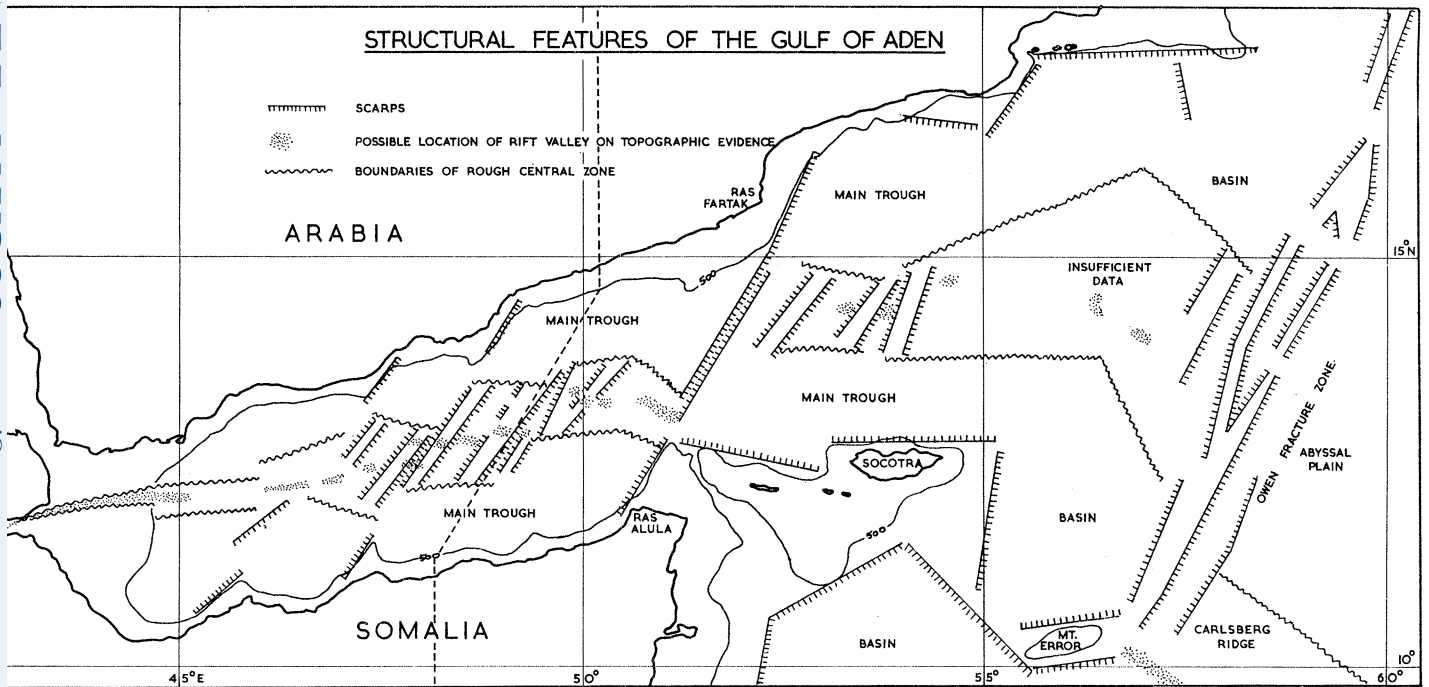 STRUCTURAL FEATURES OF THE GULF OF ADEN
SCARPS
POSSIBLE LOCATION OF RIFT VALLEY ON TOPOGRAPHIC EVIDENCE
BOUNDARIES OF ROUGH CENTRAL ZONE
RAS
FARTAK
MAIN TROUGH
BASIN
ARABIA
15°N
500
INSUFFICIENT
DATA
MAIN TROUGH
MAIN TROUGH
OWEN FRACTURE ZONE
SOCOTRA
ABYSSAL
PLAIN
MAIN TROUGH
RAS
ALULA
BASIN
500
500
SOMALIA
BASIN
MT.
ERROR
CARLSBERG
RIDGE
10°
45°E
50°
55°
60°